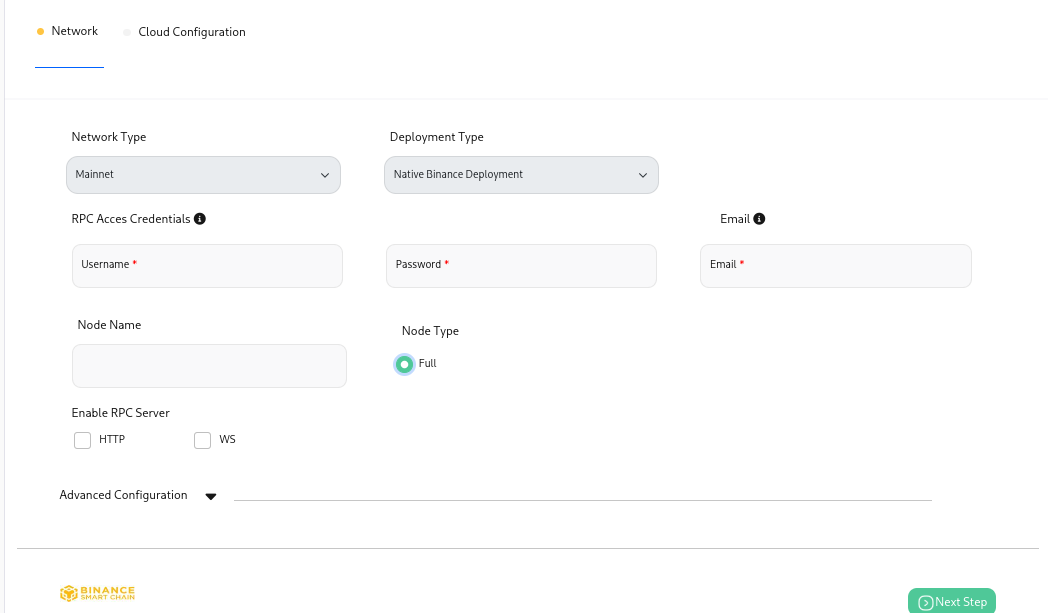 Network
Cloud Configuration
Network Type
Deployment Type
Mainnet
Native Binance Deployment
RPC Acces Credentials
Email
Username *
Password *
Email *
Node Name
Node Type
Full
Enable RPC Server
HTTP
WS
Advanced Configuration
BINANCE
SMART CHAIN
Next Step